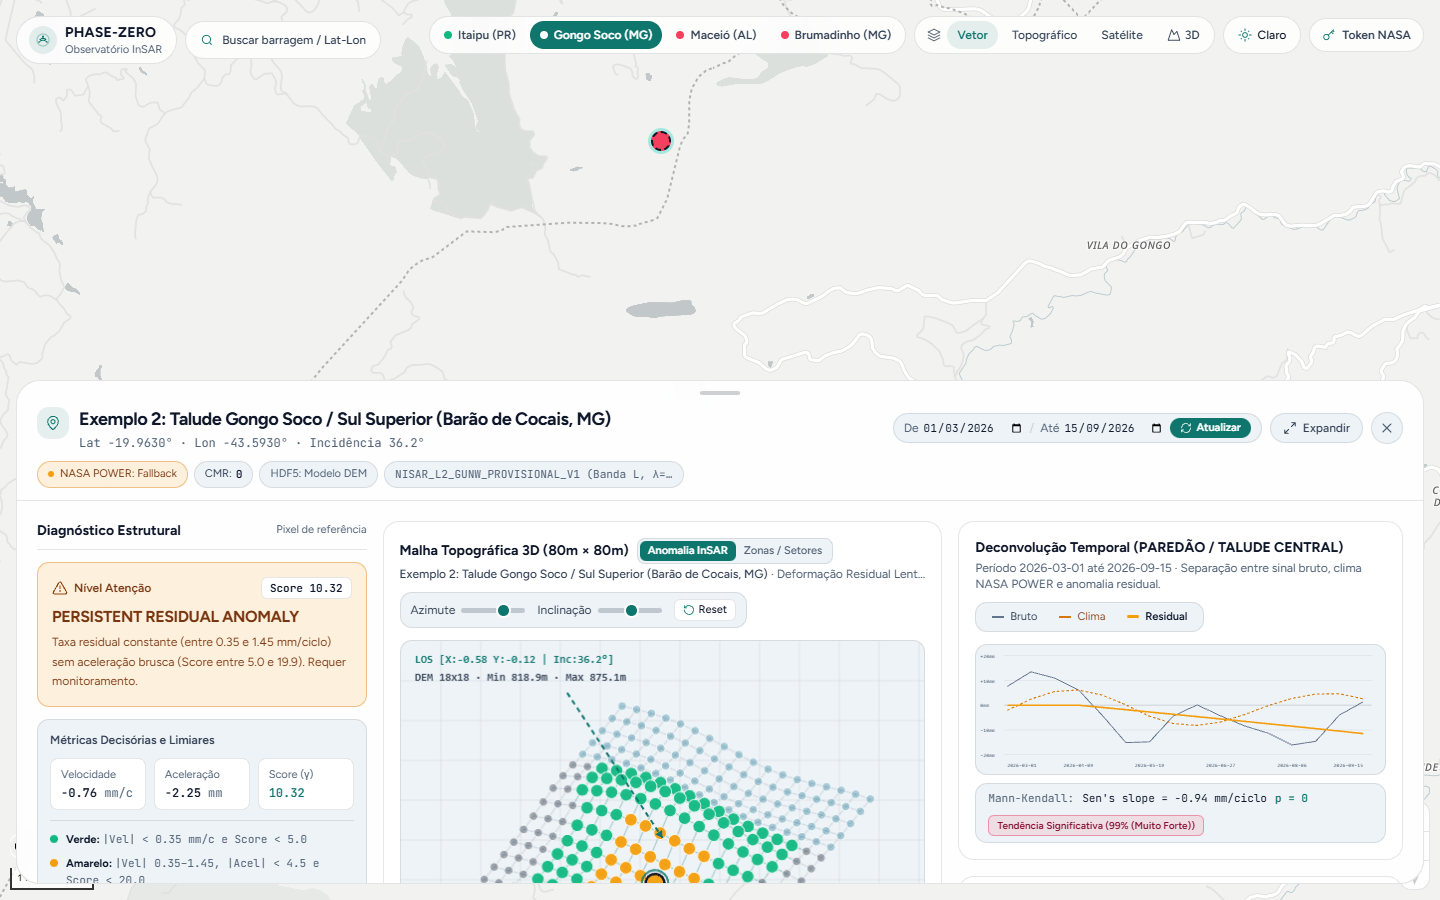 PHASE-ZERO
Observatório InSAR
Buscar barragem / Lat-Lon
Itaipu (PR)
Gongo Soco (MG)
Maceió (AL)
Brumadinho (MG)
Vetor
Topográfico
Satélite
3D
Claro
Token NASA
VILA DO GONGO
Exemplo 2: Talude Gongo Soco / Sul Superior (Barão de Cocais, MG)
Lat -19.9630° · Lon -43.5930° · Incidência 36.2°
De 01/03/2026 / Até 15/09/2026
Atualizar
Expandir
NASA POWER: Fallback
CMR: 0
HDF5: Modelo DEM
NISAR_L2_GUNW_PROVISIONAL_V1 (Banda L, λ=…
Diagnóstico Estrutural
Pixel de referência
Nível Atenção
Score 10.32
PERSISTENT RESIDUAL ANOMALY
Taxa residual constante (entre 0.35 e 1.45 mm/ciclo)
sem aceleração brusca (Score entre 5.0 e 19.9). Requer
monitoramento.
Métricas Decisórias e Limiares
Velocidade
-0.76 mm/c
Aceleração
-2.25 mm
Score (γ)
10.32
Verde: |Vel| < 0.35 mm/c e Score < 5.0
Amarelo: |Vel| 0.35–1.45, |Acel| < 4.5 e
Score < 20.0
Malha Topográfica 3D (80m × 80m)
Anomalia InSAR
Zonas / Setores
Exemplo 2: Talude Gongo Soco / Sul Superior (Barão de Cocais, MG) · Deformação Residual Lent…
Azimute
Inclinação
Reset
LOS [X:-0.58 Y:-0.12 | Inc:36.2°]
DEM 18x18 · Min 818.9m · Max 875.1m
Deconvolução Temporal (PAREDÃO / TALUDE CENTRAL)
Período 2026-03-01 até 2026-09-15 · Separação entre sinal bruto, clima
NASA POWER e anomalia residual.
Bruto
Clima
Residual
Mann-Kendall: Sen's slope = -0.94 mm/ciclo p = 0
Tendência Significativa (99% (Muito Forte))